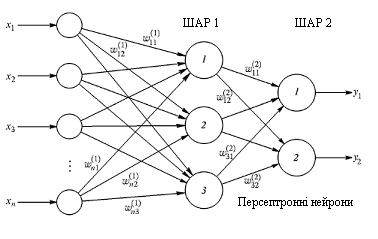 ШАР 1 ШАР 2
x₁ w₁₁⁽¹⁾ w₁₂⁽¹⁾ 1 w₁₁⁽²⁾
x₂ w₁₂⁽²⁾ 1 y₁
x₃ 2
⋮ w₃₁⁽²⁾ 2 y₂
wₙ₁⁽¹⁾ w₃₂⁽²⁾
wₙ₂⁽¹⁾ 3
xₙ wₙ₃⁽¹⁾ Персептронні нейрони